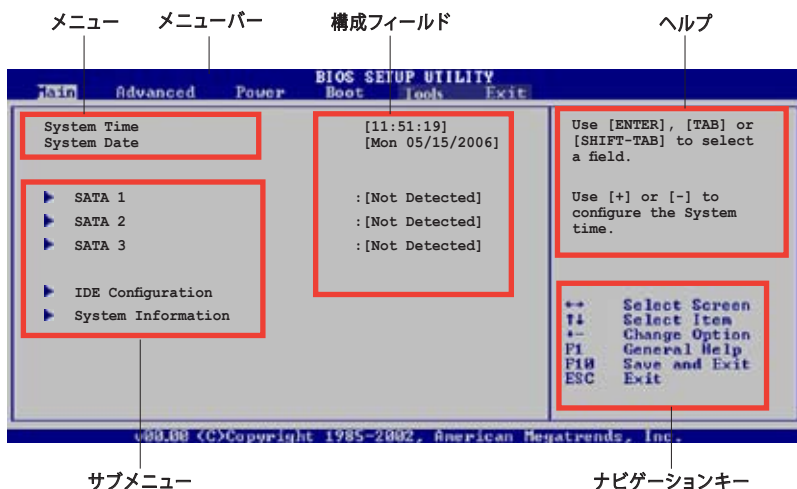 メニュー メニューバー 構成フィールド ヘルプ
BIOS SETUP UTILITY
Main Advanced Power Boot Tools Exit
System Time [11:51:19]
System Date [Mon 05/15/2006]
SATA 1 :[Not Detected]
SATA 2 :[Not Detected]
SATA 3 :[Not Detected]
IDE Configuration
System Information
Use [ENTER], [TAB] or
[SHIFT-TAB] to select
a field.
Use [+] or [-] to
configure the System
time.
↔ Select Screen
↑↓ Select Item
+- Change Option
F1 General Help
F10 Save and Exit
ESC Exit
v00.00 (C)Copyright 1985-2002, American Megatrends, Inc.
サブメニュー ナビゲーションキー